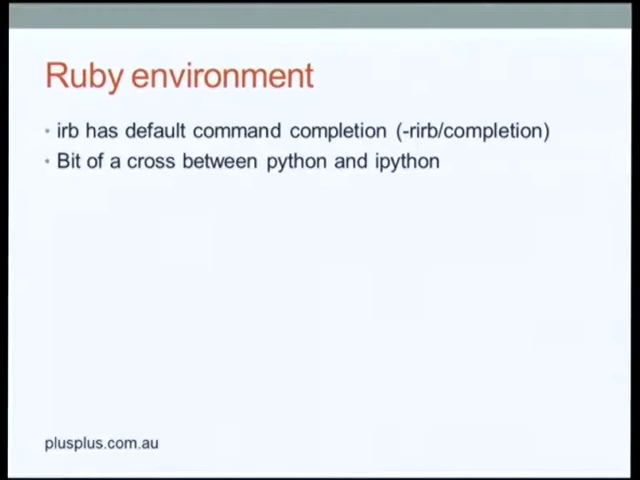 Ruby environment
• irb has default command completion (-rirb/completion)
• Bit of a cross between python and ipython
plusplus.com.au